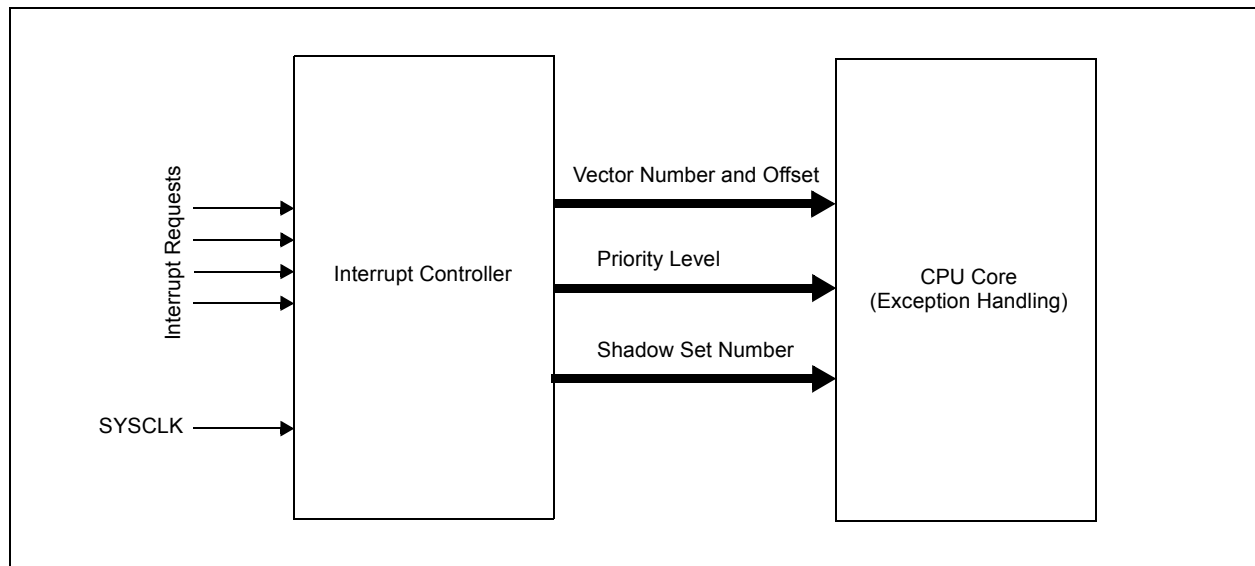 Interrupt Requests
SYSCLK
Interrupt Controller
Vector Number and Offset
Priority Level
Shadow Set Number
CPU Core
(Exception Handling)